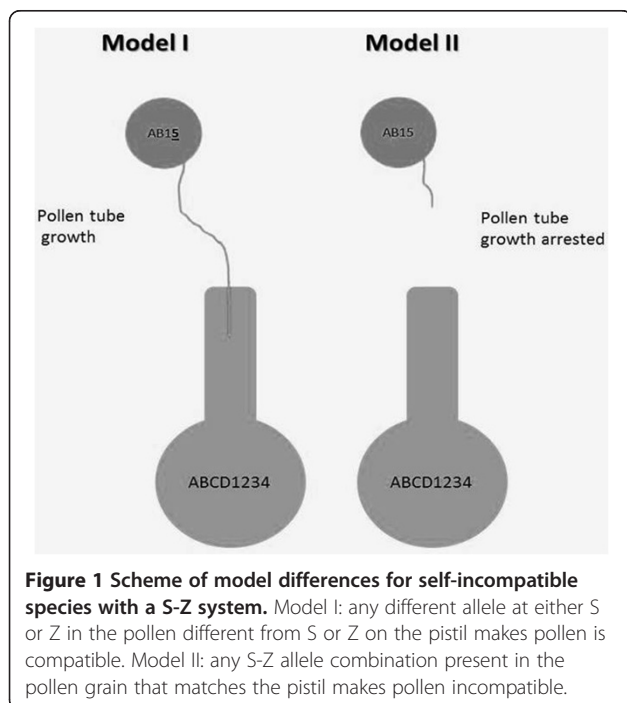 Model I
Model II
AB15
AB15
Pollen tube
growth
Pollen tube
growth arrested
ABCD1234
ABCD1234
Figure 1 Scheme of model differences for self-incompatible
species with a S-Z system. Model I: any different allele at either S
or Z in the pollen different from S or Z on the pistil makes pollen is
compatible. Model II: any S-Z allele combination present in the
pollen grain that matches the pistil makes pollen incompatible.